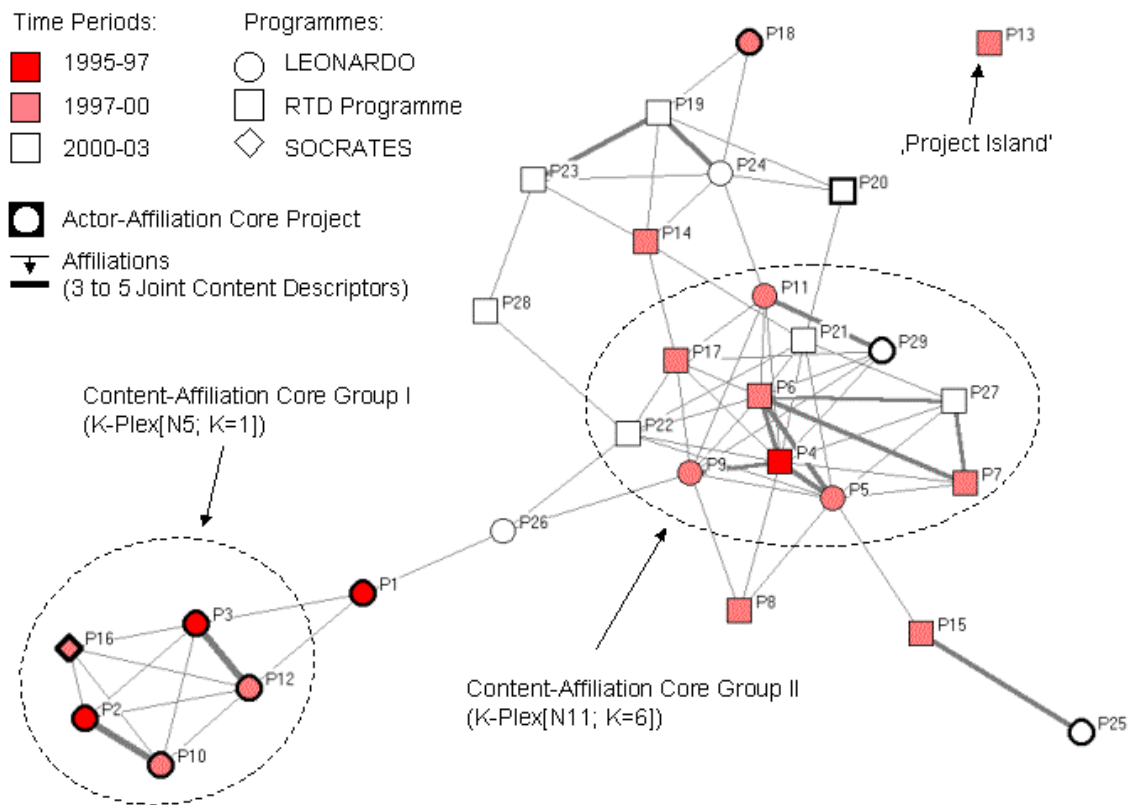 Time Periods:
Programmes:
1995-97
LEONARDO
1997-00
RTD Programme
2000-03
SOCRATES
Actor-Affiliation Core Project
Affiliations
(3 to 5 Joint Content Descriptors)
P18
P13
P19
‚Project Island'
P24
P23
P20
P14
P11
P28
P21
P29
P17
P6
P27
Content-Affiliation Core Group I
(K-Plex[N5; K=1])
P22
P4
P9
P7
P5
P26
P1
P8
P3
P15
P16
P12
Content-Affiliation Core Group II
(K-Plex[N11; K=6])
P2
P25
P10